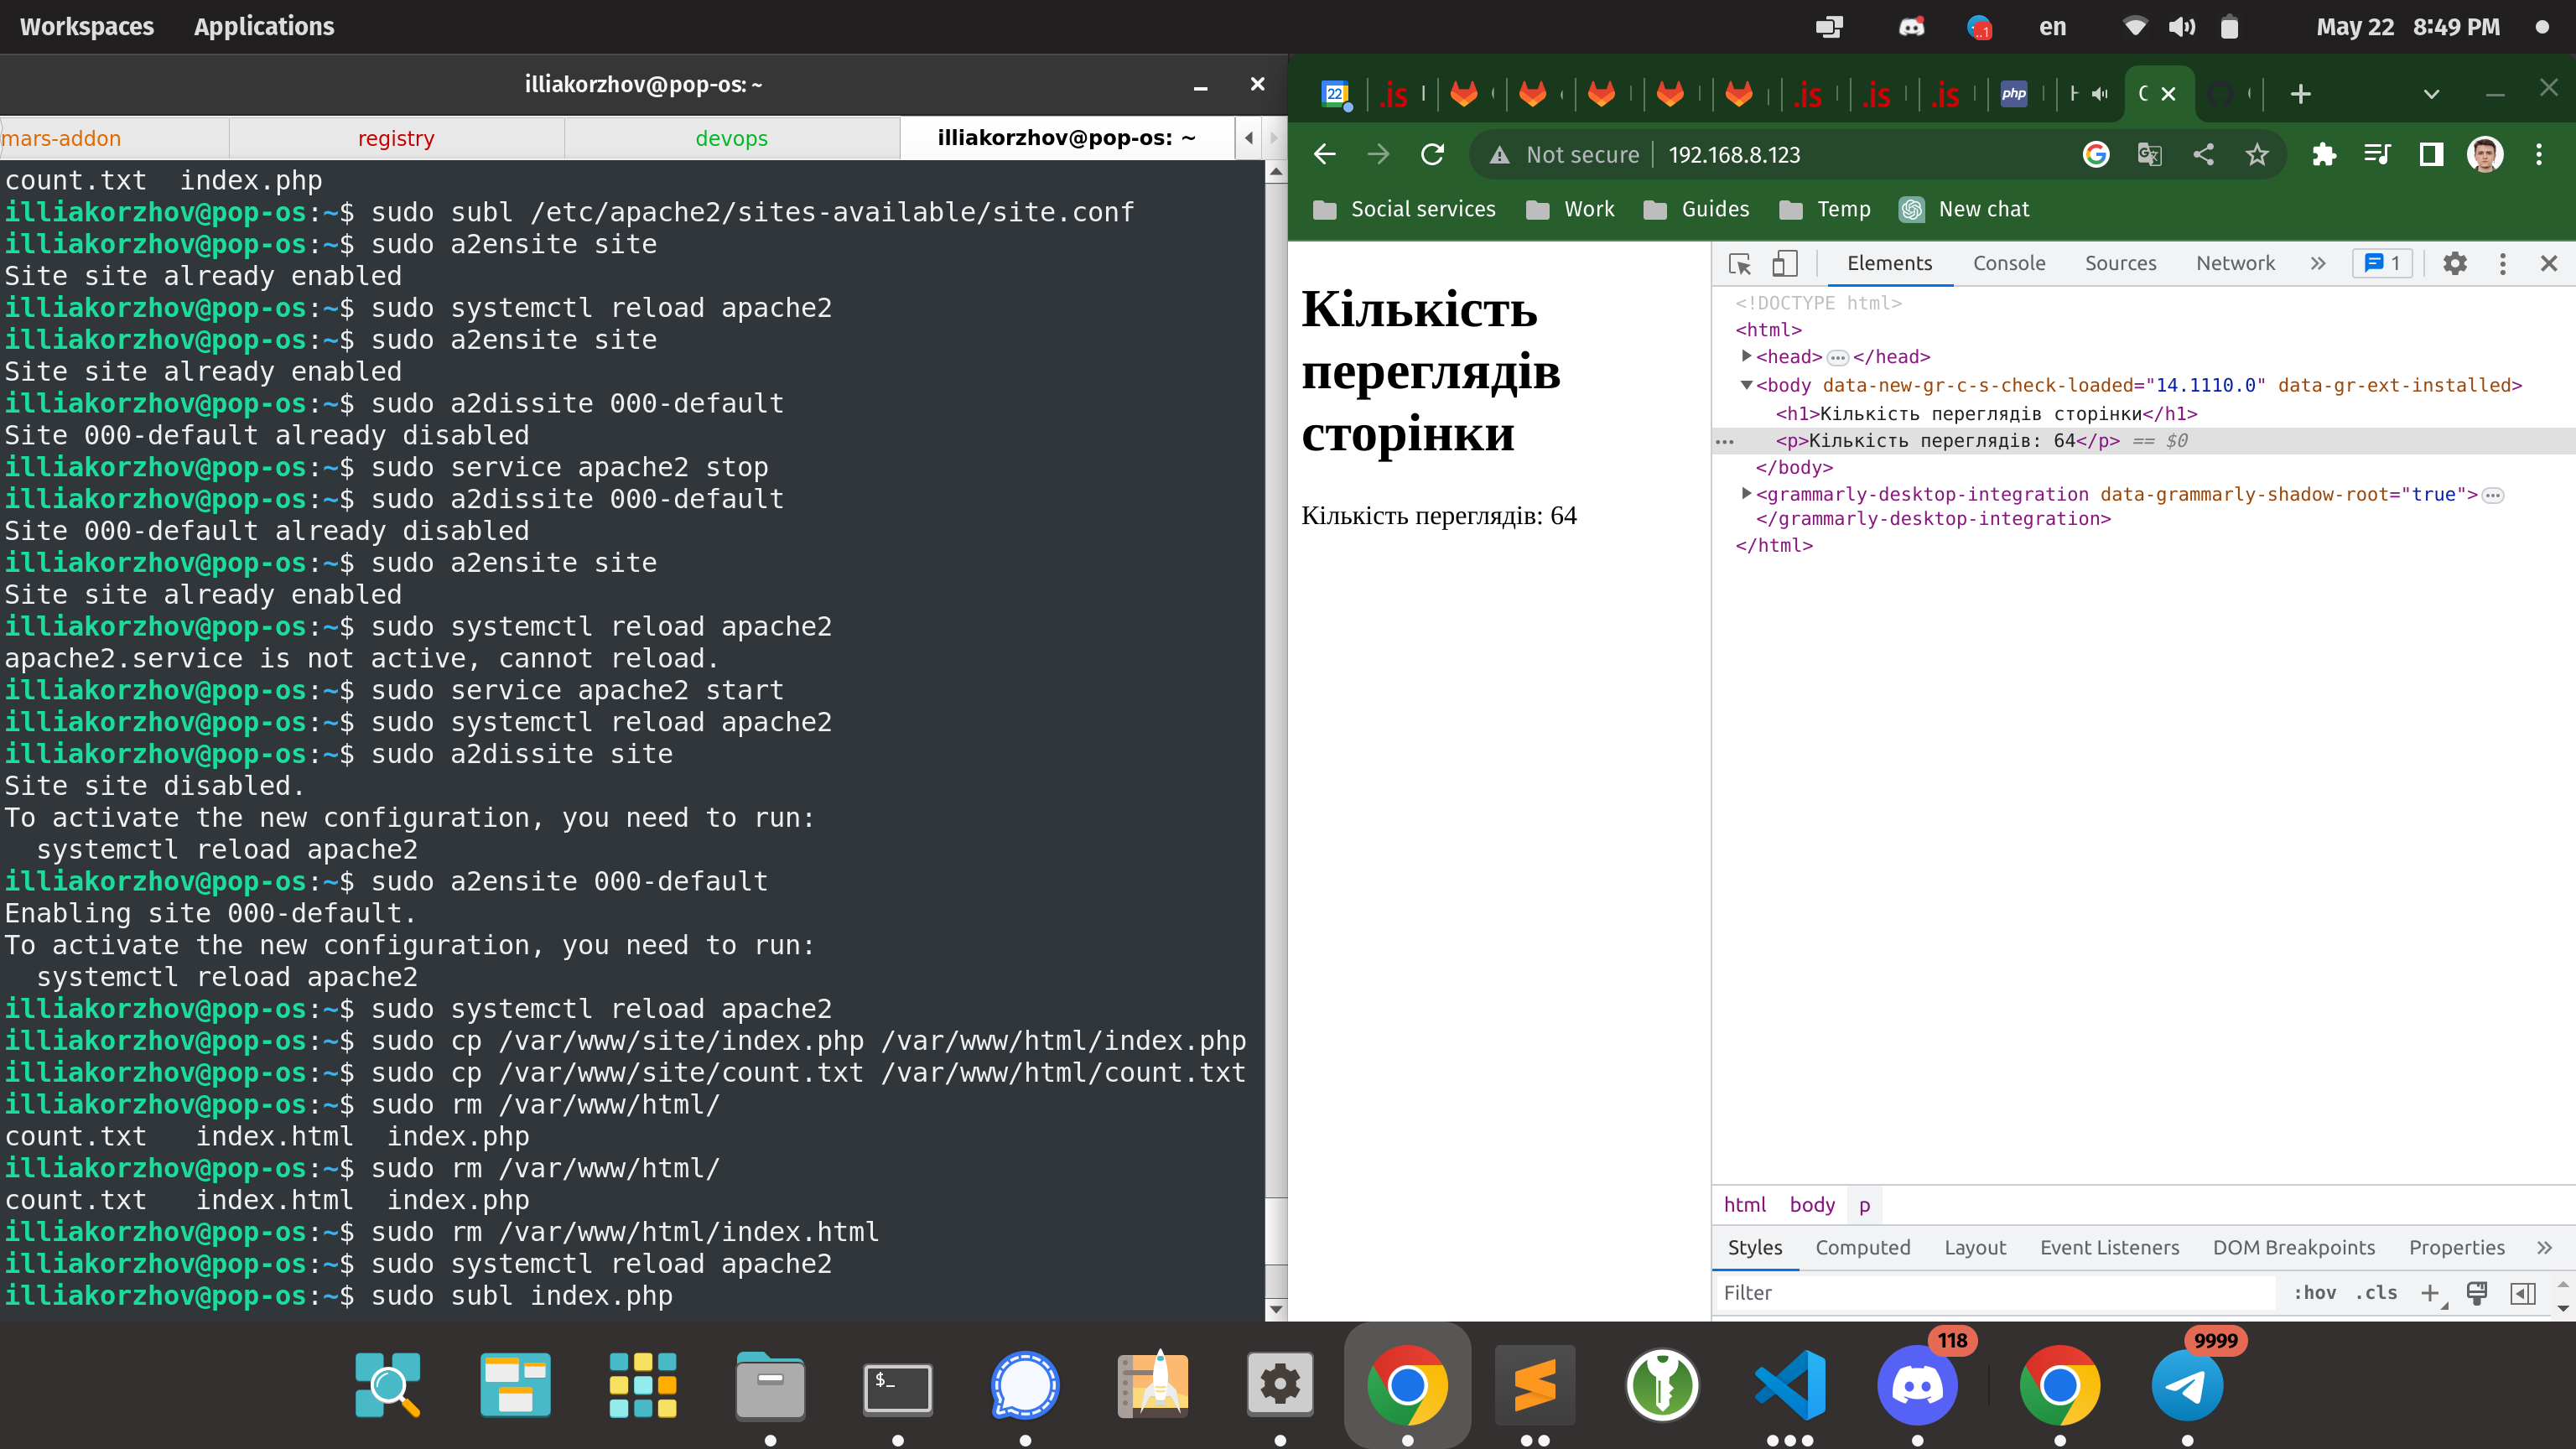 Workspaces Applications
en May 22 8:49 PM
illiakorzhov@pop-os: ~
mars-addon registry devops illiakorzhov@pop-os: ~
count.txt  index.php
illiakorzhov@pop-os:~$ sudo subl /etc/apache2/sites-available/site.conf
illiakorzhov@pop-os:~$ sudo a2ensite site
Site site already enabled
illiakorzhov@pop-os:~$ sudo systemctl reload apache2
illiakorzhov@pop-os:~$ sudo a2ensite site
Site site already enabled
illiakorzhov@pop-os:~$ sudo a2dissite 000-default
Site 000-default already disabled
illiakorzhov@pop-os:~$ sudo service apache2 stop
illiakorzhov@pop-os:~$ sudo a2dissite 000-default
Site 000-default already disabled
illiakorzhov@pop-os:~$ sudo a2ensite site
Site site already enabled
illiakorzhov@pop-os:~$ sudo systemctl reload apache2
apache2.service is not active, cannot reload.
illiakorzhov@pop-os:~$ sudo service apache2 start
illiakorzhov@pop-os:~$ sudo systemctl reload apache2
illiakorzhov@pop-os:~$ sudo a2dissite site
Site site disabled.
To activate the new configuration, you need to run:
  systemctl reload apache2
illiakorzhov@pop-os:~$ sudo a2ensite 000-default
Enabling site 000-default.
To activate the new configuration, you need to run:
  systemctl reload apache2
illiakorzhov@pop-os:~$ sudo systemctl reload apache2
illiakorzhov@pop-os:~$ sudo cp /var/www/site/index.php /var/www/html/index.php
illiakorzhov@pop-os:~$ sudo cp /var/www/site/count.txt /var/www/html/count.txt
illiakorzhov@pop-os:~$ sudo rm /var/www/html/
count.txt   index.html  index.php
illiakorzhov@pop-os:~$ sudo rm /var/www/html/
count.txt   index.html  index.php
illiakorzhov@pop-os:~$ sudo rm /var/www/html/index.html
illiakorzhov@pop-os:~$ sudo systemctl reload apache2
illiakorzhov@pop-os:~$ sudo subl index.php
22 .is .is .is .is php
Not secure 192.168.8.123
Social services Work Guides Temp New chat
Кількість
переглядів
сторінки
Кількість переглядів: 64
Elements Console Sources Network » 1
<!DOCTYPE html>
<html>
<head>…</head>
<body data-new-gr-c-s-check-loaded="14.1110.0" data-gr-ext-installed>
<h1>Кількість переглядів сторінки</h1>
<p>Кількість переглядів: 64</p> == $0
</body>
<grammarly-desktop-integration data-grammarly-shadow-root="true">…
</grammarly-desktop-integration>
</html>
html body p
Styles Computed Layout Event Listeners DOM Breakpoints Properties »
Filter :hov .cls +
$_ 118 9999